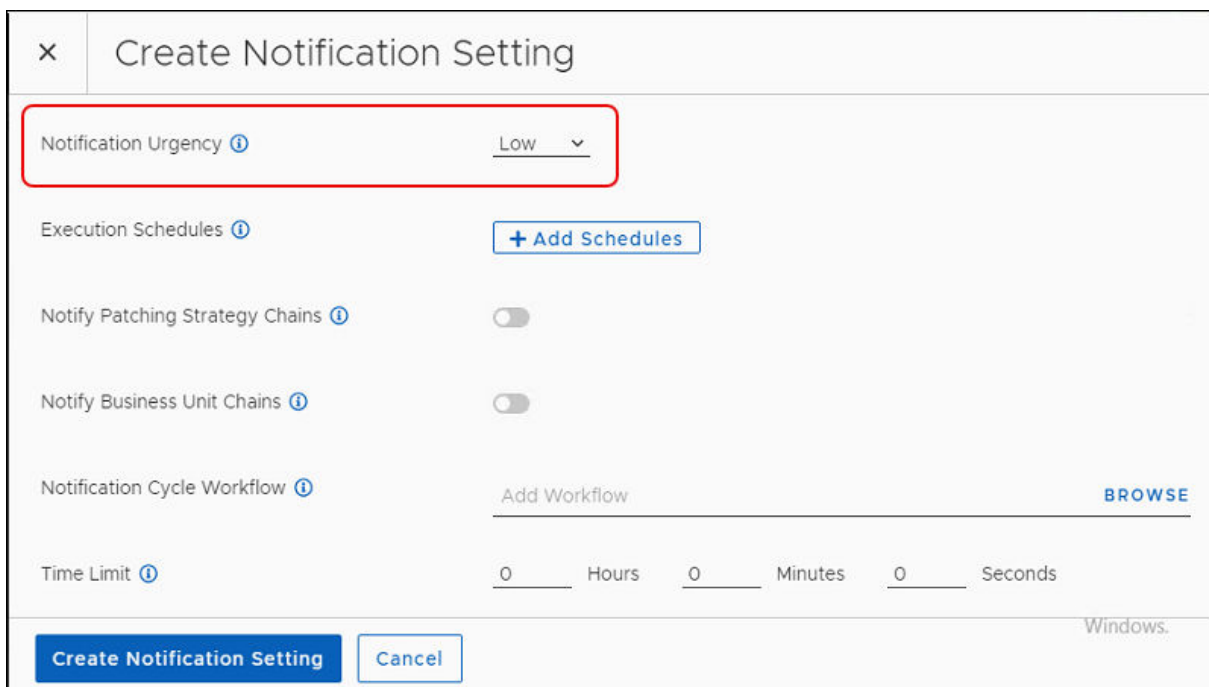 Create Notification Setting
Notification Urgency Low
Execution Schedules + Add Schedules
Notify Patching Strategy Chains
Notify Business Unit Chains
Notification Cycle Workflow Add Workflow BROWSE
Time Limit 0 Hours 0 Minutes 0 Seconds
Windows.
Create Notification Setting Cancel